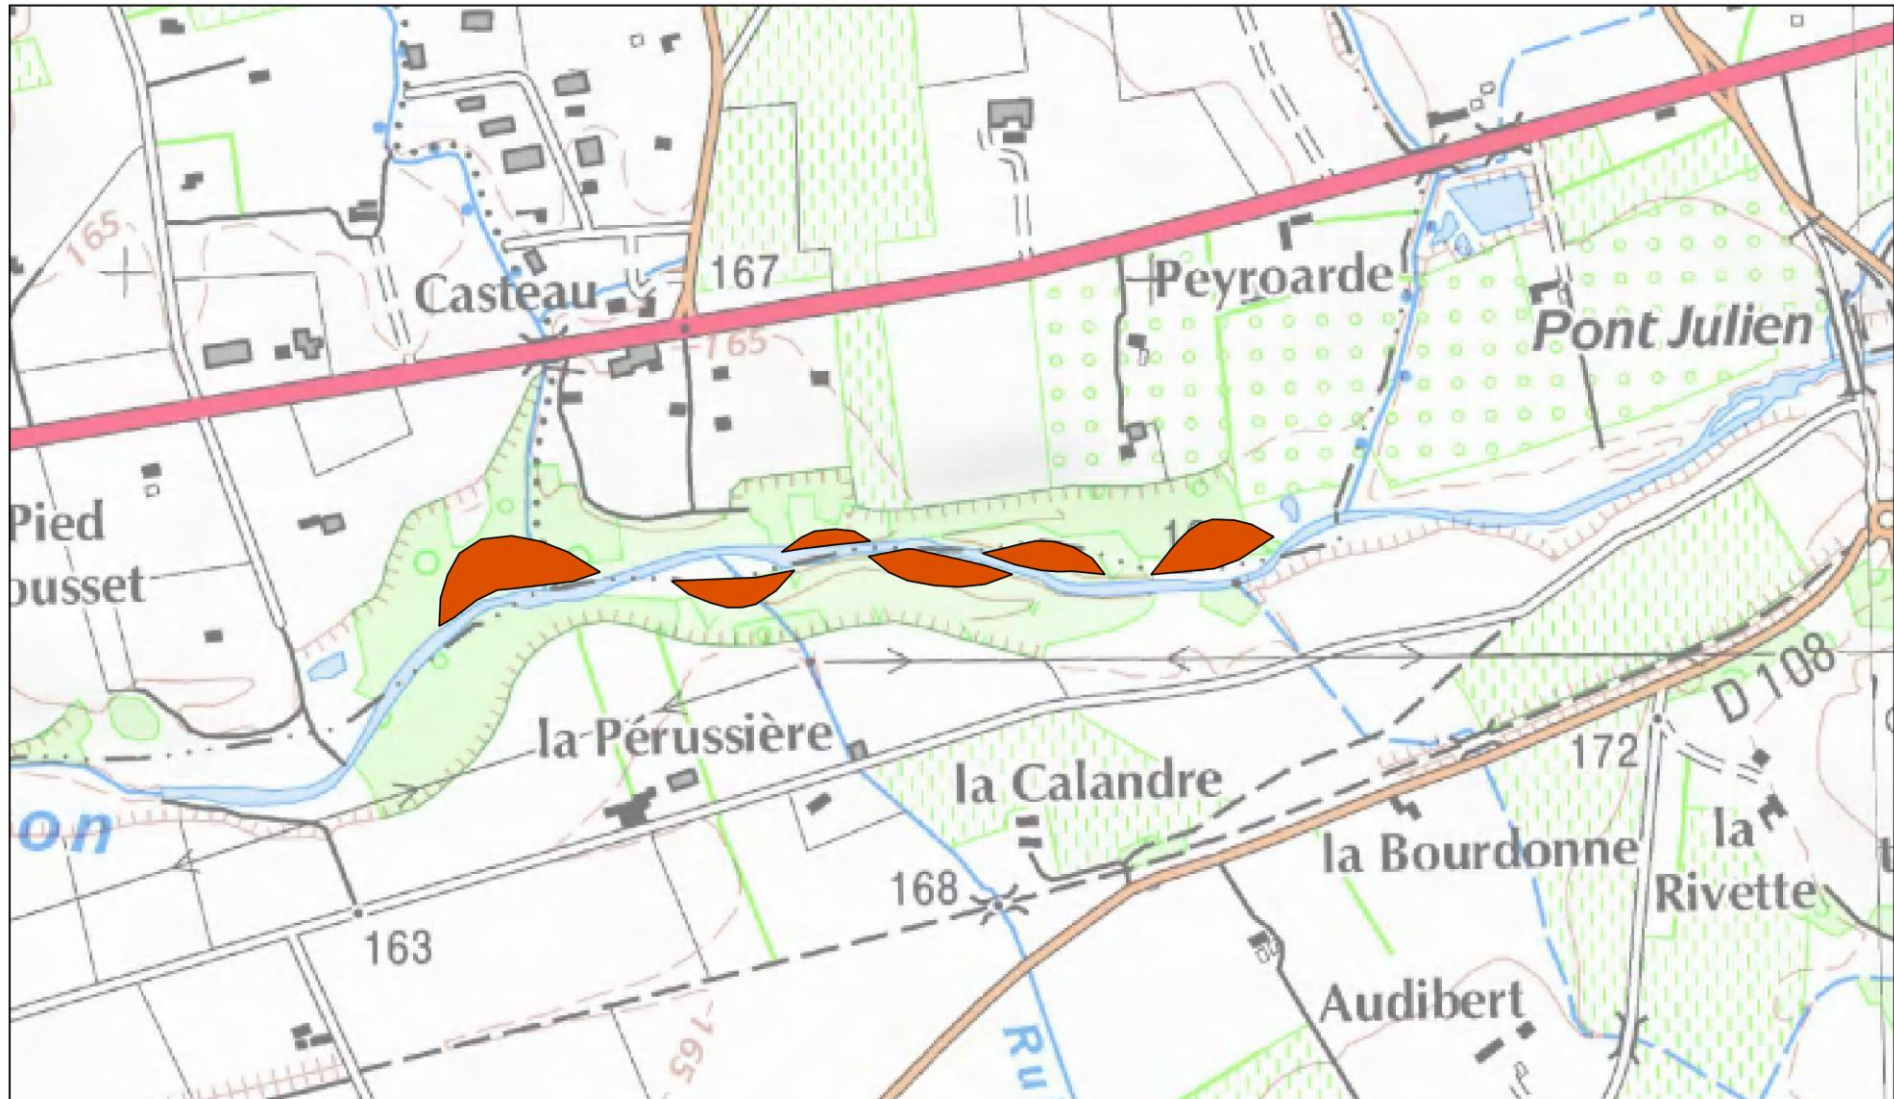 165
Casteau
167
165
Peyroarde
Pont Julien
Pied
ousset
la Pérussière
D 108
172
la Calandre
on
la Bourdonne
la
Rivette
168
163
Audibert
165
Ru